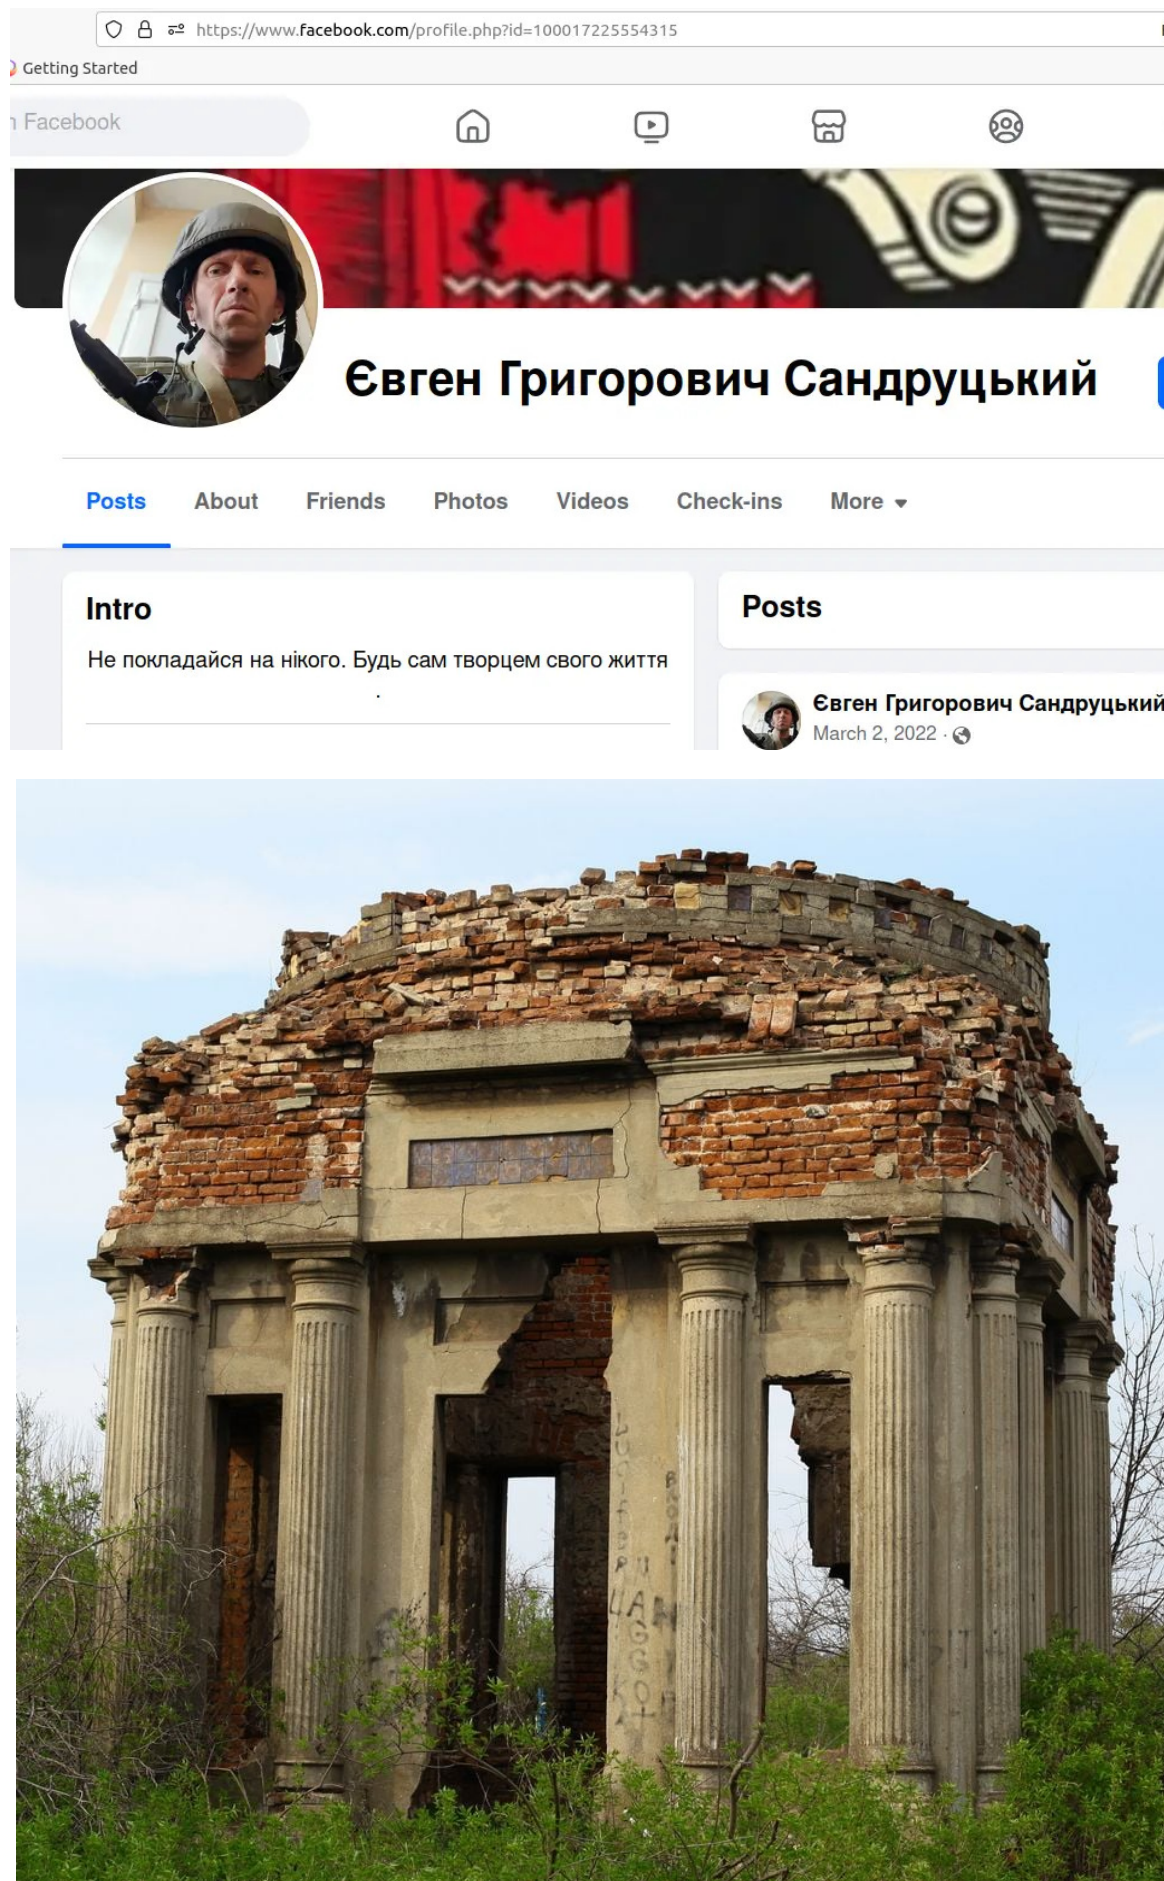 https://www.facebook.com/profile.php?id=100017225554315
Getting Started
Facebook
Євген Григорович Сандруцький
Posts
About
Friends
Photos
Videos
Check-ins
More
Intro
Не покладайся на нікого. Будь сам творцем свого життя
.
Posts
Євген Григорович Сандруцький
March 2, 2022 ·